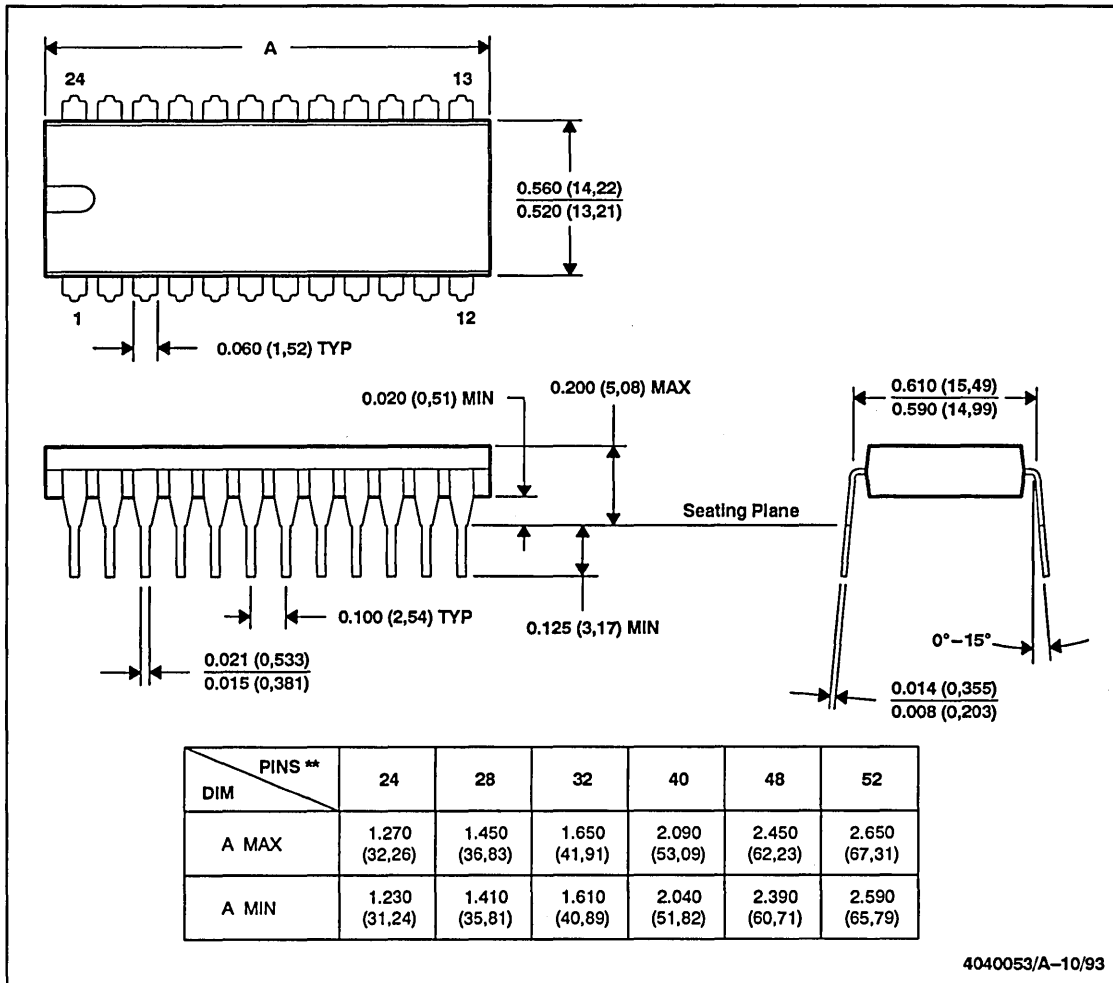 A
24 13
0.560 (14,22)
0.520 (13,21)
1 12
0.060 (1,52) TYP
0.020 (0,51) MIN
0.200 (5,08) MAX
0.610 (15,49)
0.590 (14,99)
Seating Plane
0.100 (2,54) TYP
0.125 (3,17) MIN
0°–15°
0.021 (0,533)
0.015 (0,381)
0.014 (0,355)
0.008 (0,203)
PINS **
DIM
24 28 32 40 48 52
A MAX
1.270 1.450 1.650 2.090 2.450 2.650
(32,26) (36,83) (41,91) (53,09) (62,23) (67,31)
A MIN
1.230 1.410 1.610 2.040 2.390 2.590
(31,24) (35,81) (40,89) (51,82) (60,71) (65,79)
4040053/A–10/93